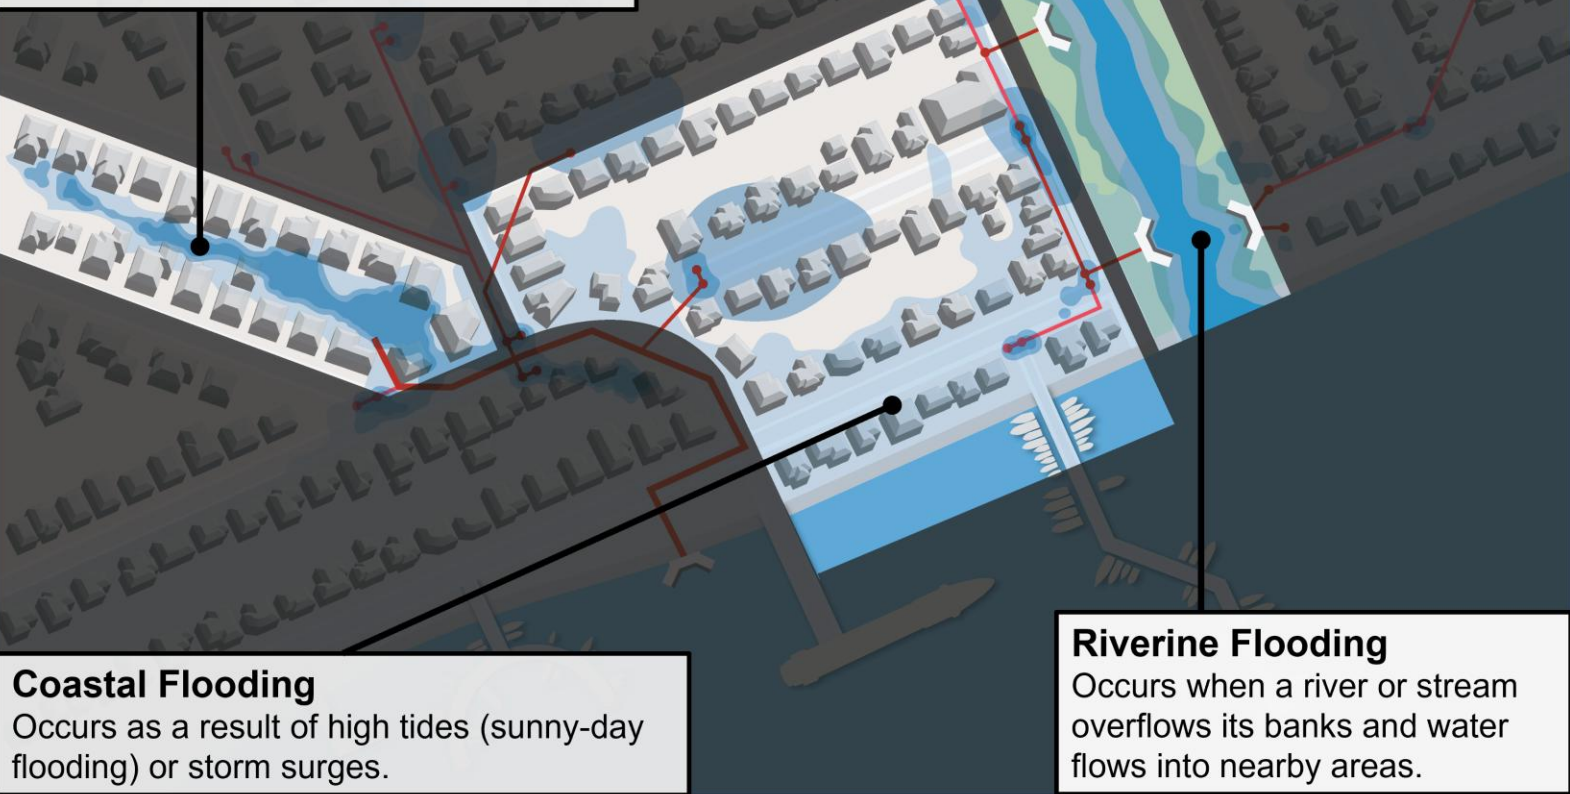 Coastal Flooding
Occurs as a result of high tides (sunny-day
flooding) or storm surges.
Riverine Flooding
Occurs when a river or stream
overflows its banks and water
flows into nearby areas.